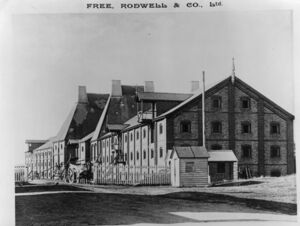 FREE, RODWELL & CO., Ltd.